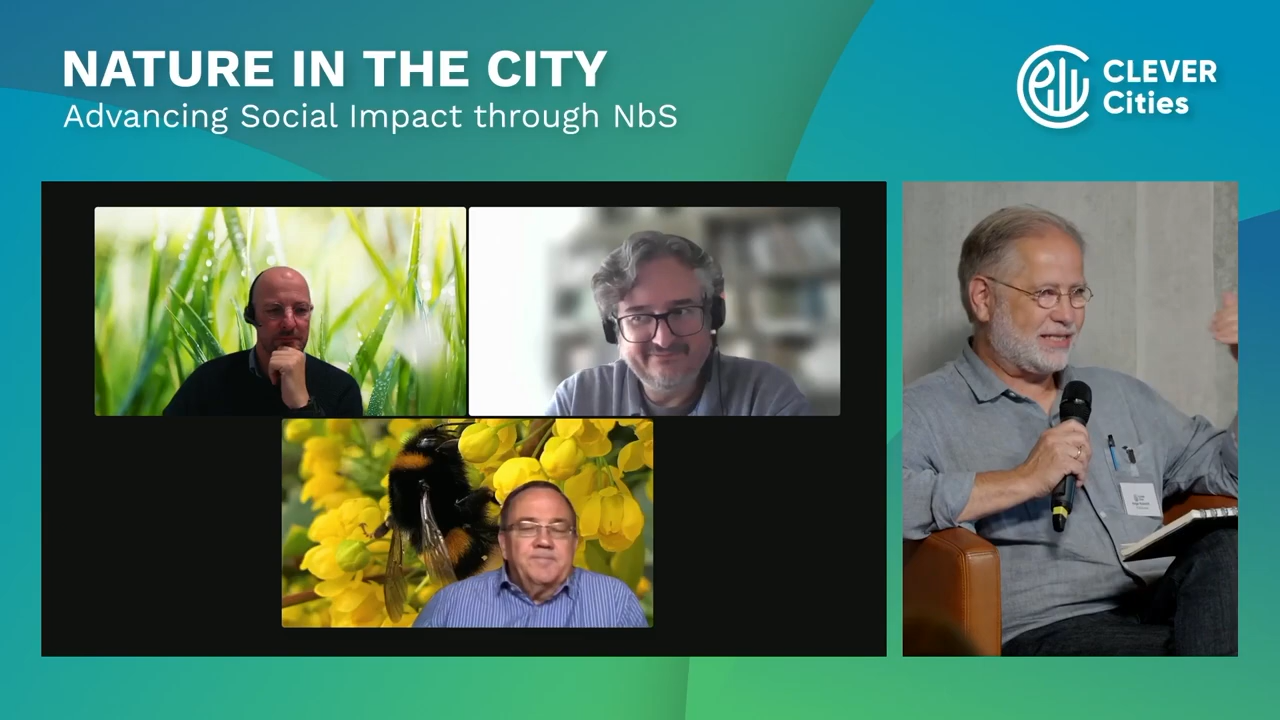 NATURE IN THE CITY
Advancing Social Impact through NbS
CLEVER
Cities